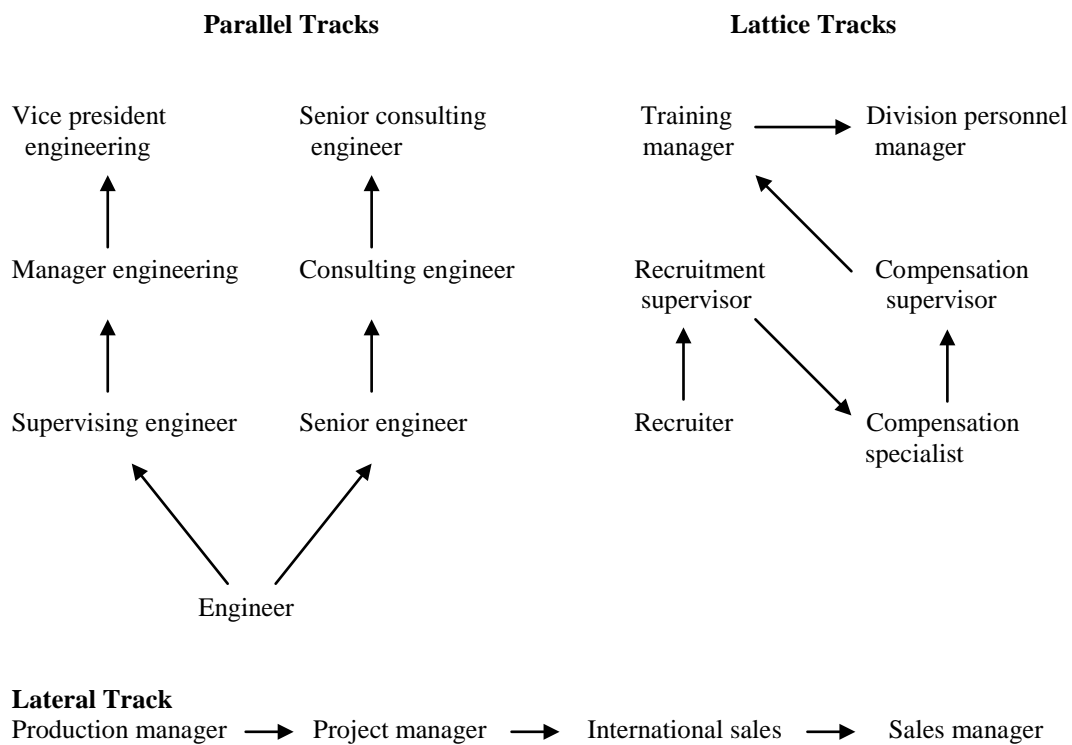 Parallel Tracks
Lattice Tracks
Vice president
engineering
Senior consulting
engineer
Training
manager
Division personnel
manager
Manager engineering
Consulting engineer
Recruitment
supervisor
Compensation
supervisor
Supervising engineer
Senior engineer
Recruiter
Compensation
specialist
Engineer
Lateral Track
Production manager
Project manager
International sales
Sales manager